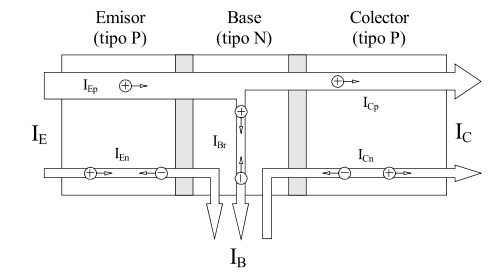 Emisor Base Colector
(tipo P) (tipo N) (tipo P)
I_Ep + + I_Cp
+
I_E I_Br I_C
I_En I_Cn
+ - - - +
I_B